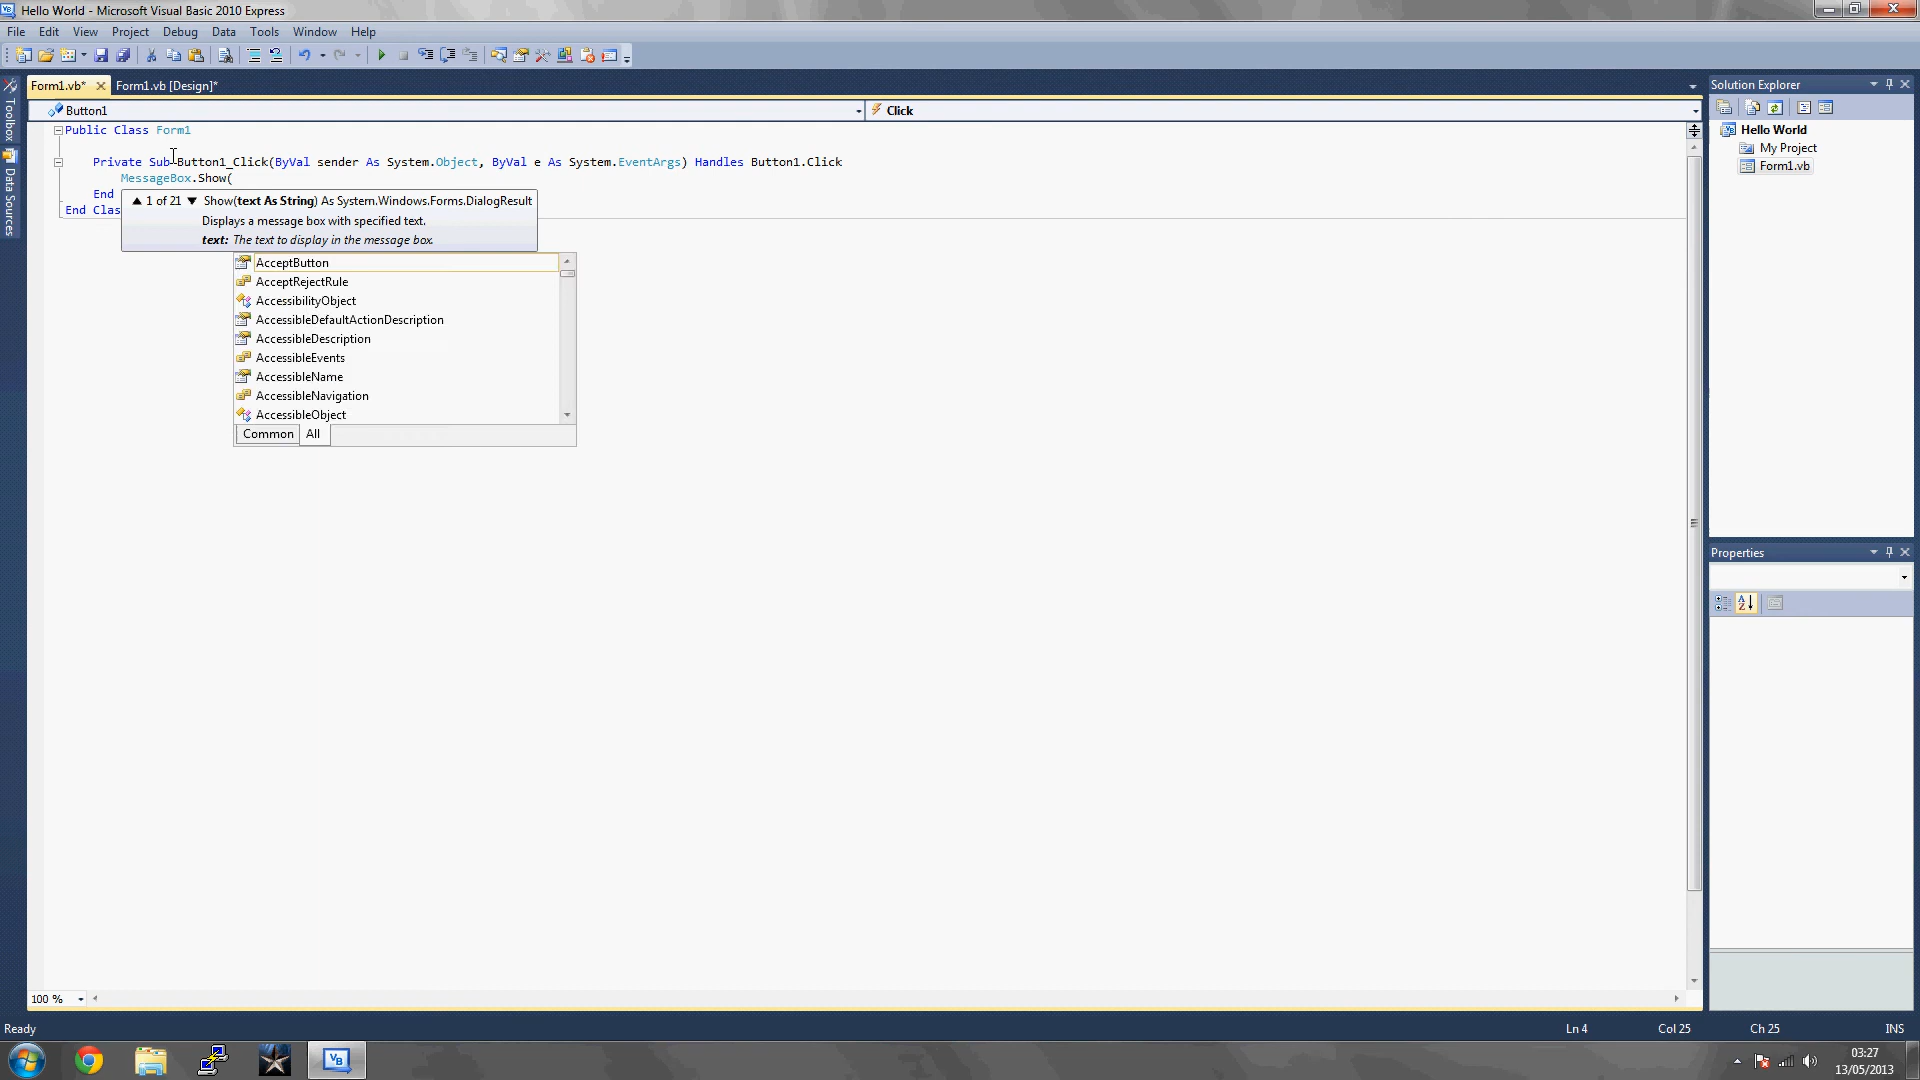 Hello World - Microsoft Visual Basic 2010 Express
File Edit View Project Debug Data Tools Window Help
Form1.vb* Form1.vb [Design]*
Toolbox
Data Sources
Button1 Click
Public Class Form1
Private Sub Button1_Click(ByVal sender As System.Object, ByVal e As System.EventArgs) Handles Button1.Click
MessageBox.Show(
End
End Clas
1 of 21 Show(text As String) As System.Windows.Forms.DialogResult
Displays a message box with specified text.
text: The text to display in the message box.
AcceptButton
AcceptRejectRule
AccessibilityObject
AccessibleDefaultActionDescription
AccessibleDescription
AccessibleEvents
AccessibleName
AccessibleNavigation
AccessibleObject
Common All
Solution Explorer
Hello World
My Project
Form1.vb
Properties
100 %
Ready Ln 4 Col 25 Ch 25 INS
VB
03:27
13/05/2013